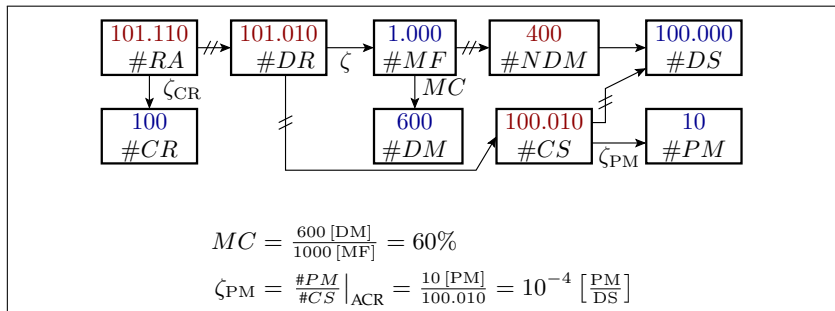 101.110 101.010 1.000 400 100.000
#RA #DR ζ #MF #NDM #DS
ζCR MC
100 600 100.010 10
#CR #DM #CS ζPM #PM
MC = 600 [DM] / 1000 [MF] = 60%
ζPM = #PM / #CS |ACR = 10 [PM] / 100.010 = 10⁻⁴ [PM / DS]